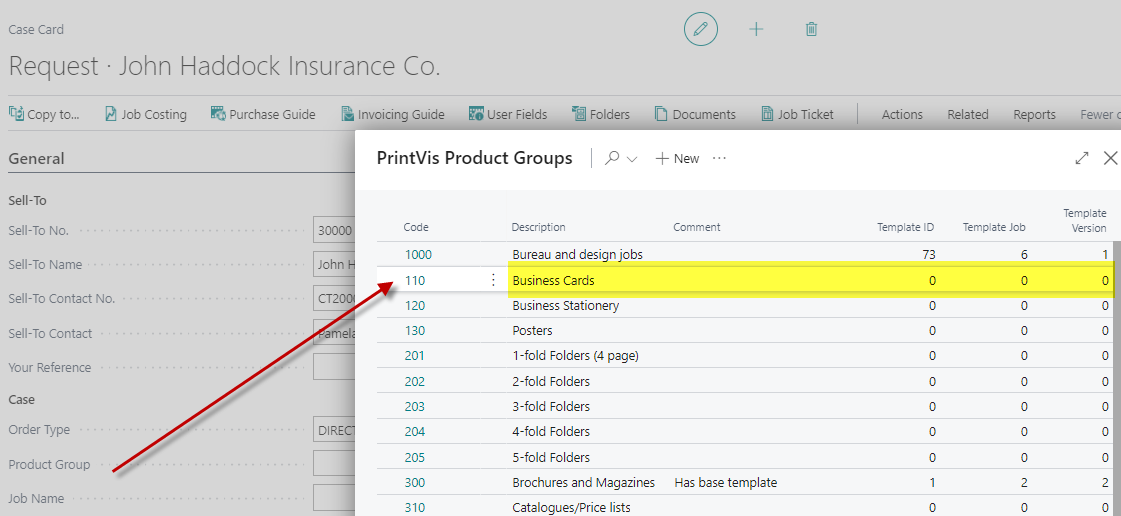 Case Card
Request · John Haddock Insurance Co.
Copy to... Job Costing Purchase Guide Invoicing Guide User Fields Folders Documents Job Ticket Actions Related Reports Fewer
General
Sell-To
Sell-To No. 30000
Sell-To Name John H
Sell-To Contact No. CT200
Sell-To Contact Pamela
Your Reference
Case
Order Type DIRECT
Product Group
Job Name
PrintVis Product Groups New ...
Code Description Comment Template ID Template Job Template Version
1000 Bureau and design jobs 73 6 1
110 Business Cards 0 0 0
120 Business Stationery 0 0 0
130 Posters 0 0 0
201 1-fold Folders (4 page) 0 0 0
202 2-fold Folders 0 0 0
203 3-fold Folders 0 0 0
204 4-fold Folders 0 0 0
205 5-fold Folders 0 0 0
300 Brochures and Magazines Has base template 1 2 2
310 Catalogues/Price lists 0 0 0